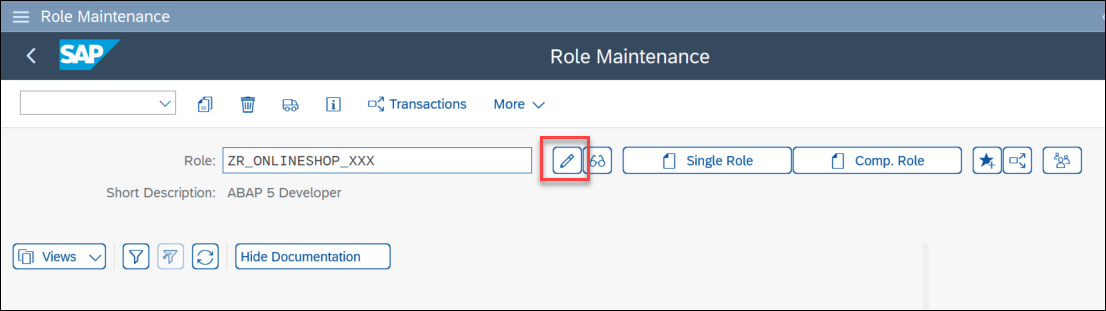 Role Maintenance
SAP Role Maintenance
Transactions More
Role: ZR_ONLINESHOP_XXX Single Role Comp. Role
Short Description: ABAP 5 Developer
Views Hide Documentation